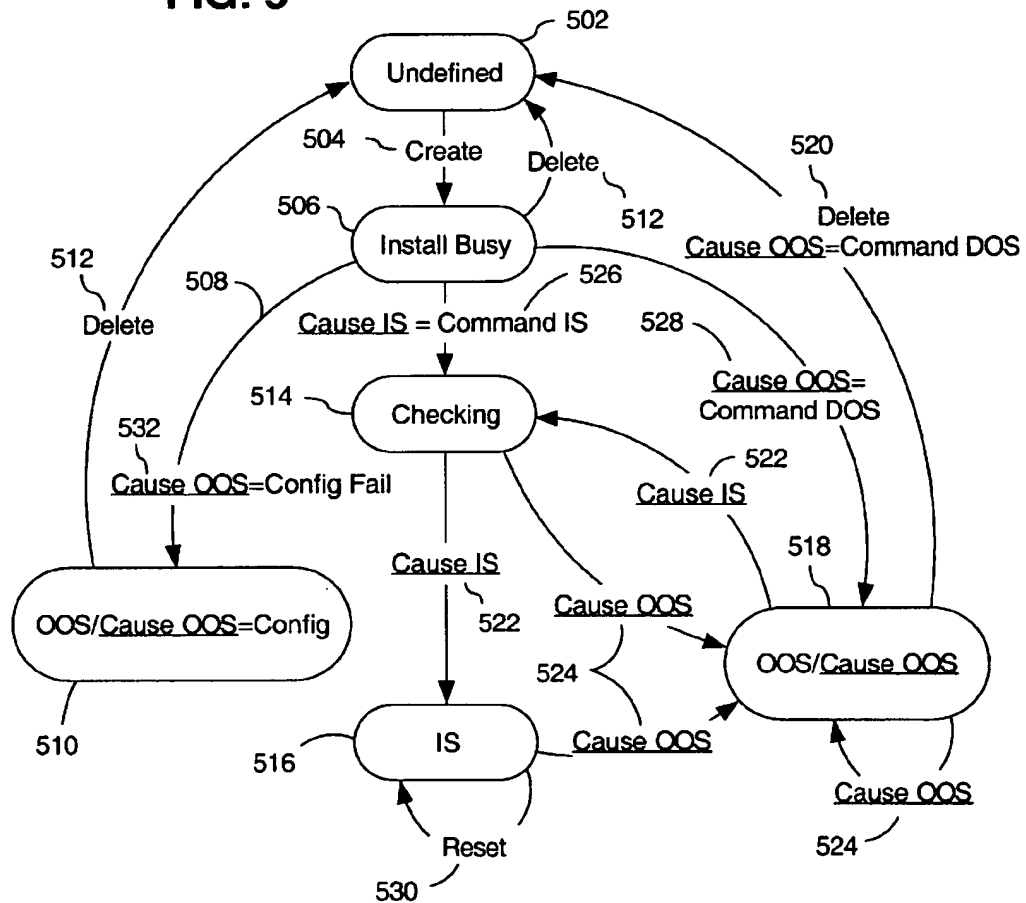 FIG. 5
502
Undefined
504
Create
Delete
512
520
Delete
Cause OOS=Command DOS
506
Install Busy
512
Delete
508
526
Cause IS = Command IS
528
Cause OOS=
Command DOS
514
Checking
532
Cause OOS=Config Fail
522
Cause IS
518
Cause IS
522
Cause OOS
OOS/Cause OOS=Config
OOS/Cause OOS
524
510
516
IS
Cause OOS
Cause OOS
524
Reset
530